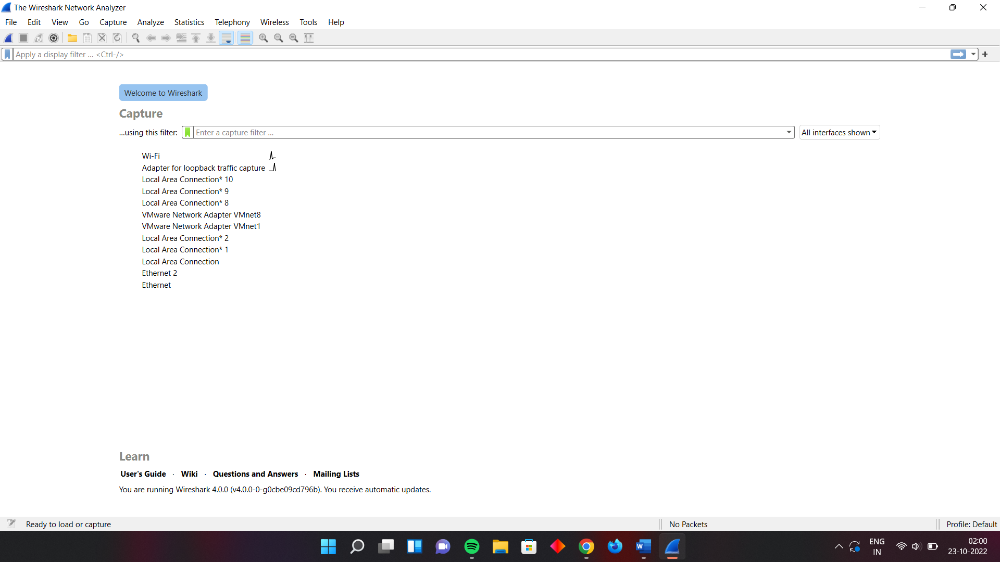 The Wireshark Network Analyzer
File Edit View Go Capture Analyze Statistics Telephony Wireless Tools Help
Apply a display filter ... <Ctrl-/>
Welcome to Wireshark
Capture
...using this filter: Enter a capture filter ... All interfaces shown
Wi-Fi
Adapter for loopback traffic capture
Local Area Connection* 10
Local Area Connection* 9
Local Area Connection* 8
VMware Network Adapter VMnet8
VMware Network Adapter VMnet1
Local Area Connection* 2
Local Area Connection* 1
Local Area Connection
Ethernet 2
Ethernet
Learn
User's Guide · Wiki · Questions and Answers · Mailing Lists
You are running Wireshark 4.0.0 (v4.0.0-0-g0cbe09cd796b). You receive automatic updates.
Ready to load or capture No Packets Profile: Default
ENG 02:00
IN 23-10-2022